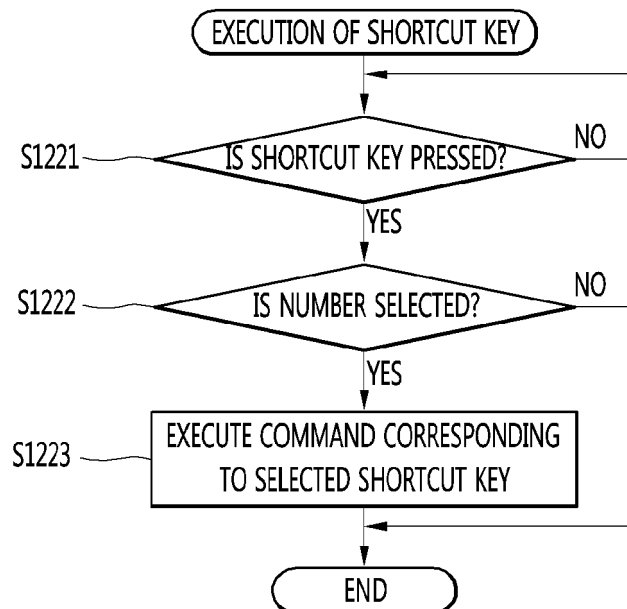 EXECUTION OF SHORTCUT KEY
S1221
IS SHORTCUT KEY PRESSED?
NO
YES
S1222
IS NUMBER SELECTED?
NO
YES
S1223
EXECUTE COMMAND CORRESPONDING
TO SELECTED SHORTCUT KEY
END